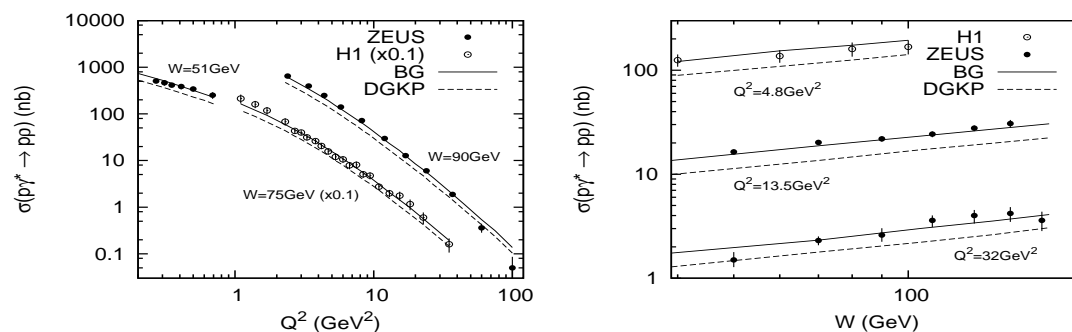 ZEUS
H1 (x0.1)
BG
DGKP
10000
1000
100
10
1
0.1
W=51GeV
W=90GeV
W=75GeV (x0.1)
σ(pγ* → pρ) (nb)
1 10 100
Q² (GeV²)
H1
ZEUS
BG
DGKP
100
10
1
Q²=4.8GeV²
Q²=13.5GeV²
Q²=32GeV²
σ(pγ* → pρ) (nb)
100
W (GeV)